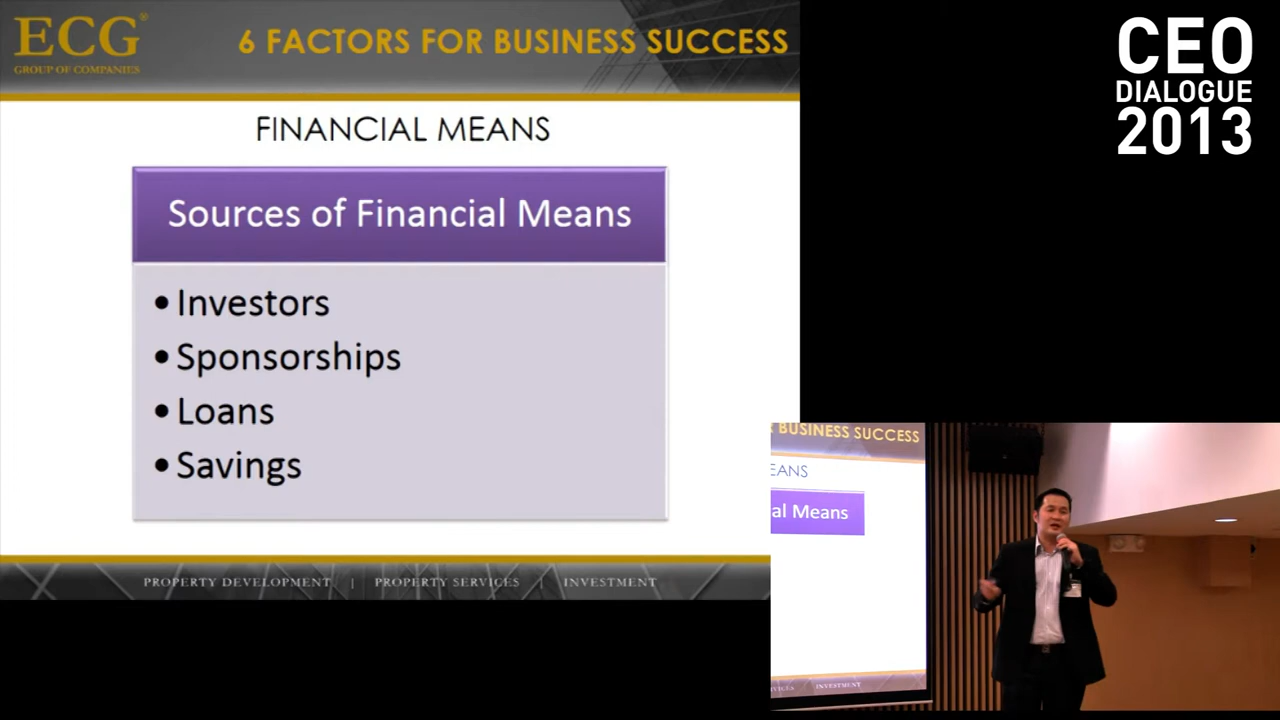 ECG®
GROUP OF COMPANIES
6 FACTORS FOR BUSINESS SUCCESS
FINANCIAL MEANS
Sources of Financial Means
• Investors
• Sponsorships
• Loans
• Savings
PROPERTY DEVELOPMENT | PROPERTY SERVICES | INVESTMENT
CEO
DIALOGUE
2013
BUSINESS SUCCESS
EANS
al Means
INVESTMENT